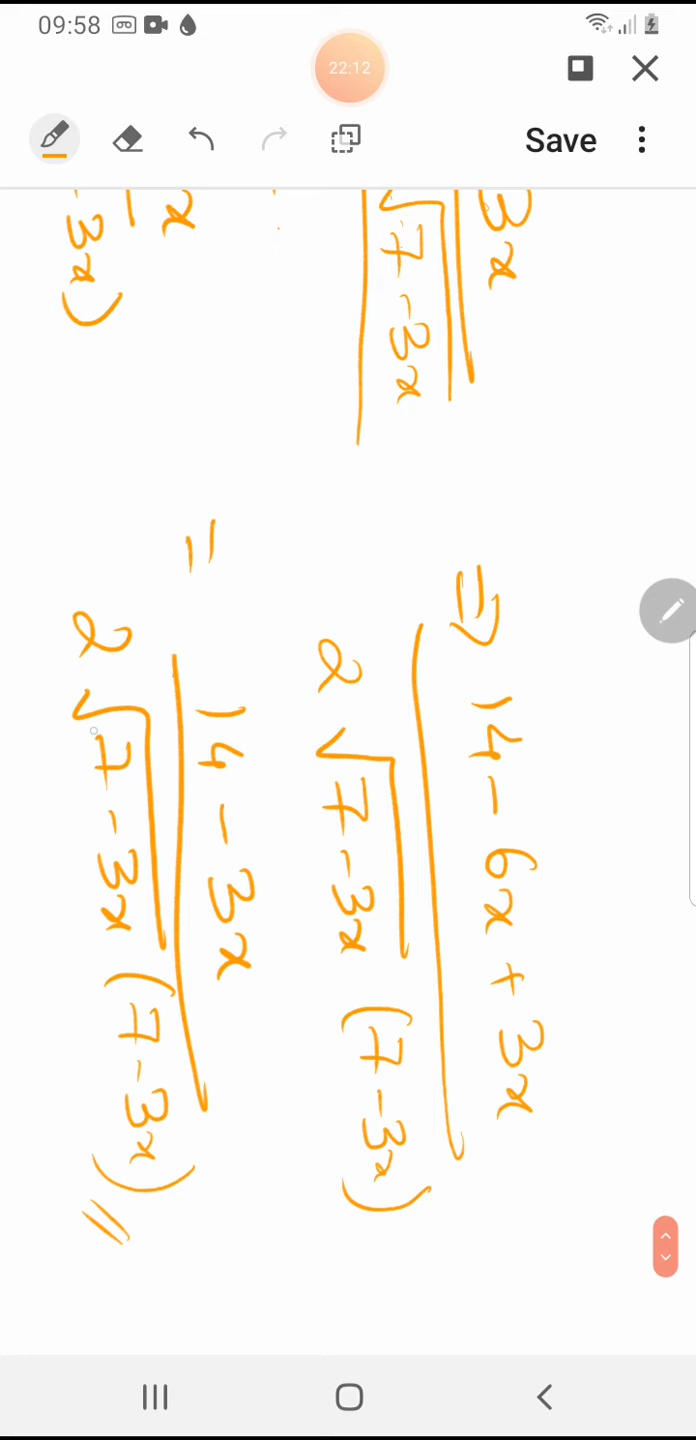 09:58
22:12
Save
3x
√7-3x
x
-3x)
⇒ 14-6x+3x
2√7-3x (7-3x)
= 14-3x
2√7-3x (7-3x) //